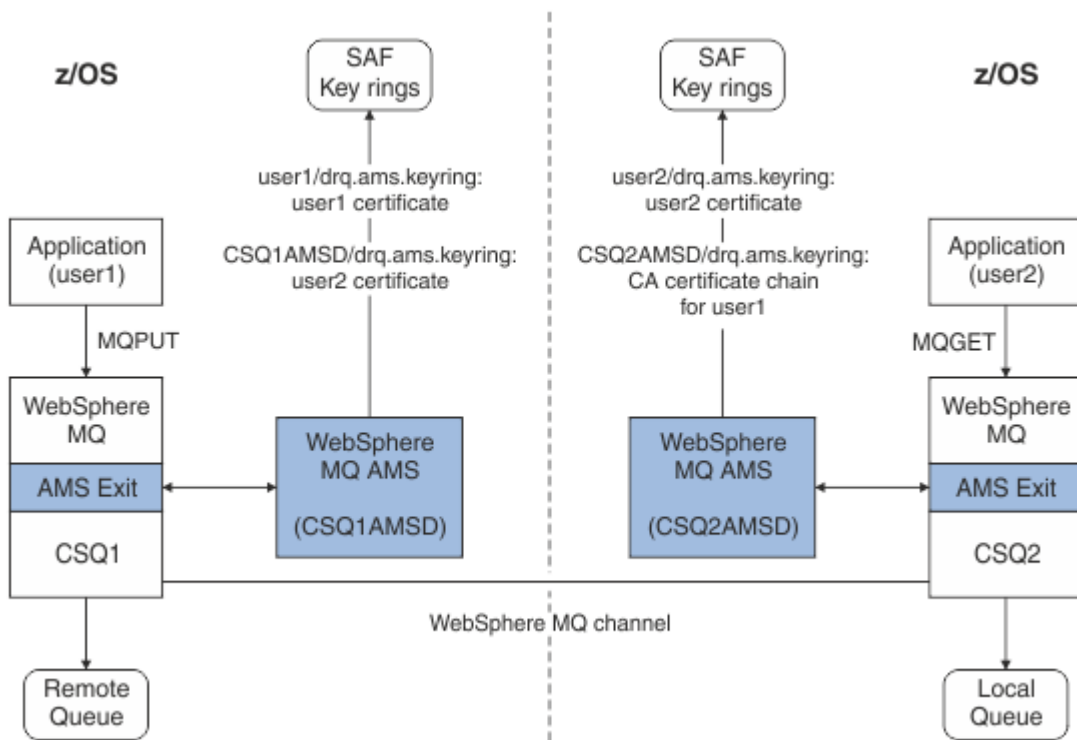 z/OS
SAF
Key rings
SAF
Key rings
z/OS
user1/drq.ams.keyring:
user1 certificate
CSQ1AMSD/drq.ams.keyring:
user2 certificate
user2/drq.ams.keyring:
user2 certificate
CSQ2AMSD/drq.ams.keyring:
CA certificate chain
for user1
Application
(user1)
Application
(user2)
MQPUT
MQGET
WebSphere
MQ
AMS Exit
CSQ1
WebSphere
MQ AMS
(CSQ1AMSD)
WebSphere
MQ AMS
(CSQ2AMSD)
WebSphere
MQ
AMS Exit
CSQ2
WebSphere MQ channel
Remote
Queue
Local
Queue